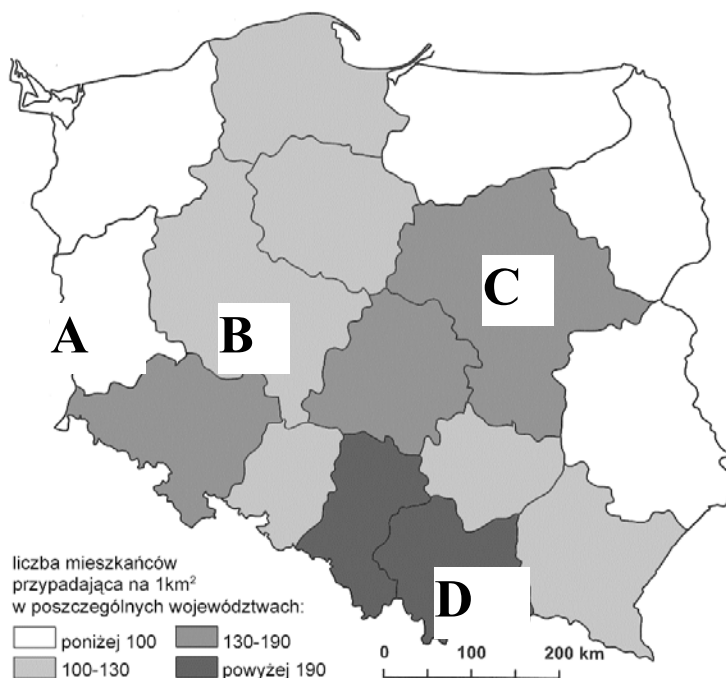 C
A
B
D
liczba mieszkańców
przypadająca na 1km²
w poszczególnych województwach:
poniżej 100
130-190
100-130
powyżej 190
0 100 200 km